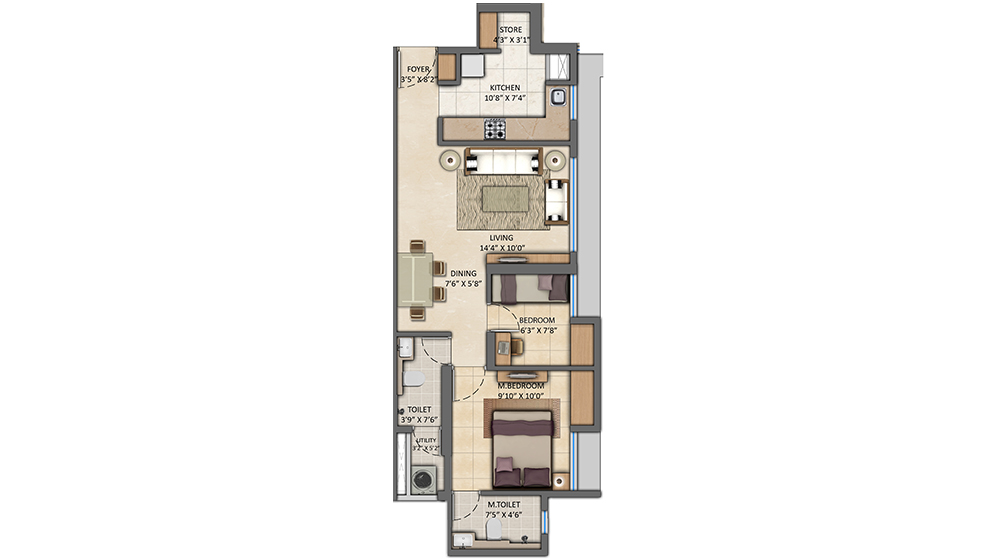 STORE
4'3" X 3'1"
FOYER
3'5" X 8'2"
KITCHEN
10'8" X 7'4"
LIVING
14'4" X 10'0"
DINING
7'6" X 5'8"
BEDROOM
6'3" X 7'8"
M.BEDROOM
9'10" X 10'0"
TOILET
3'9" X 7'6"
UTILITY
3'2" X 5'2"
M.TOILET
7'5" X 4'6"